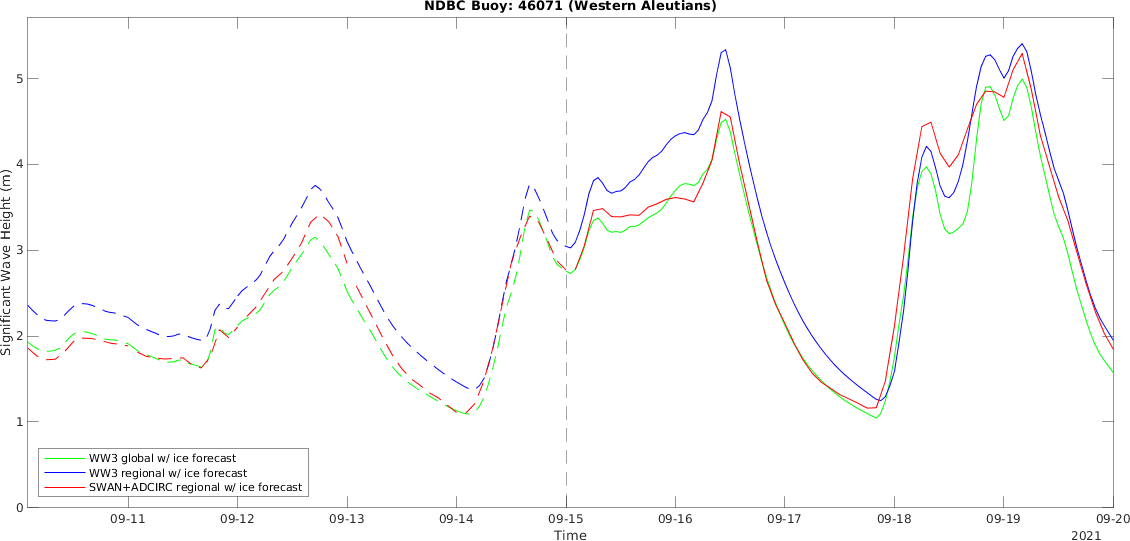 NDBC Buoy: 46071 (Western Aleutians)
Significant Wave Height (m)
5
4
3
2
1
0
WW3 global w/ ice forecast
WW3 regional w/ ice forecast
SWAN+ADCIRC regional w/ ice forecast
09-11 09-12 09-13 09-14 09-15 09-16 09-17 09-18 09-19 09-20
Time
2021